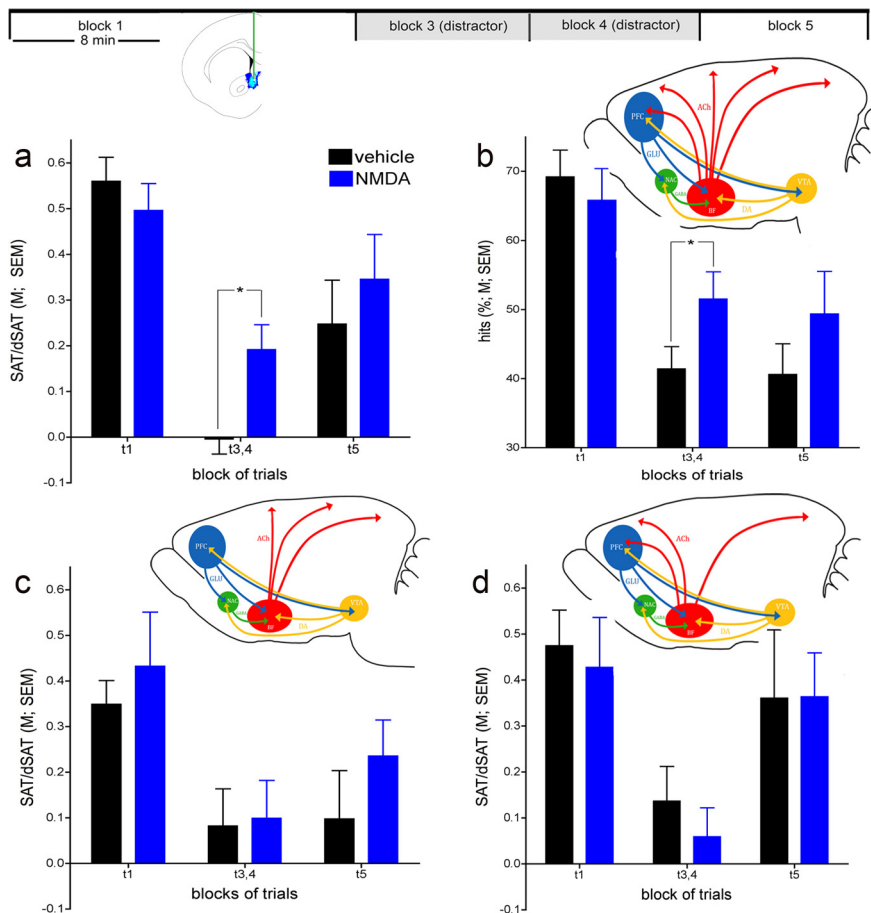 block 1
block 3 (distractor)
block 4 (distractor)
block 5
8 min
a
vehicle
NMDA
SAT/dSAT (M; SEM)
0.6
0.5
0.4
0.3
0.2
0.1
0.0
-0.1
*
t1
t3,4
t5
block of trials
b
PFC
ACh
GLU
NAC
GABA
BF
DA
VTA
hits (%; M; SEM)
70
60
50
40
30
*
t1
t3,4
t5
blocks of trials
c
PFC
ACh
GLU
NAC
GABA
BF
DA
VTA
SAT/dSAT (M; SEM)
0.6
0.5
0.4
0.3
0.2
0.1
0.0
-0.1
t1
t3,4
t5
blocks of trials
d
PFC
ACh
GLU
NAC
GABA
BF
DA
VTA
SAT/dSAT (M; SEM)
0.6
0.5
0.4
0.3
0.2
0.1
0.0
-0.1
t1
t3,4
t5
blocks of trials